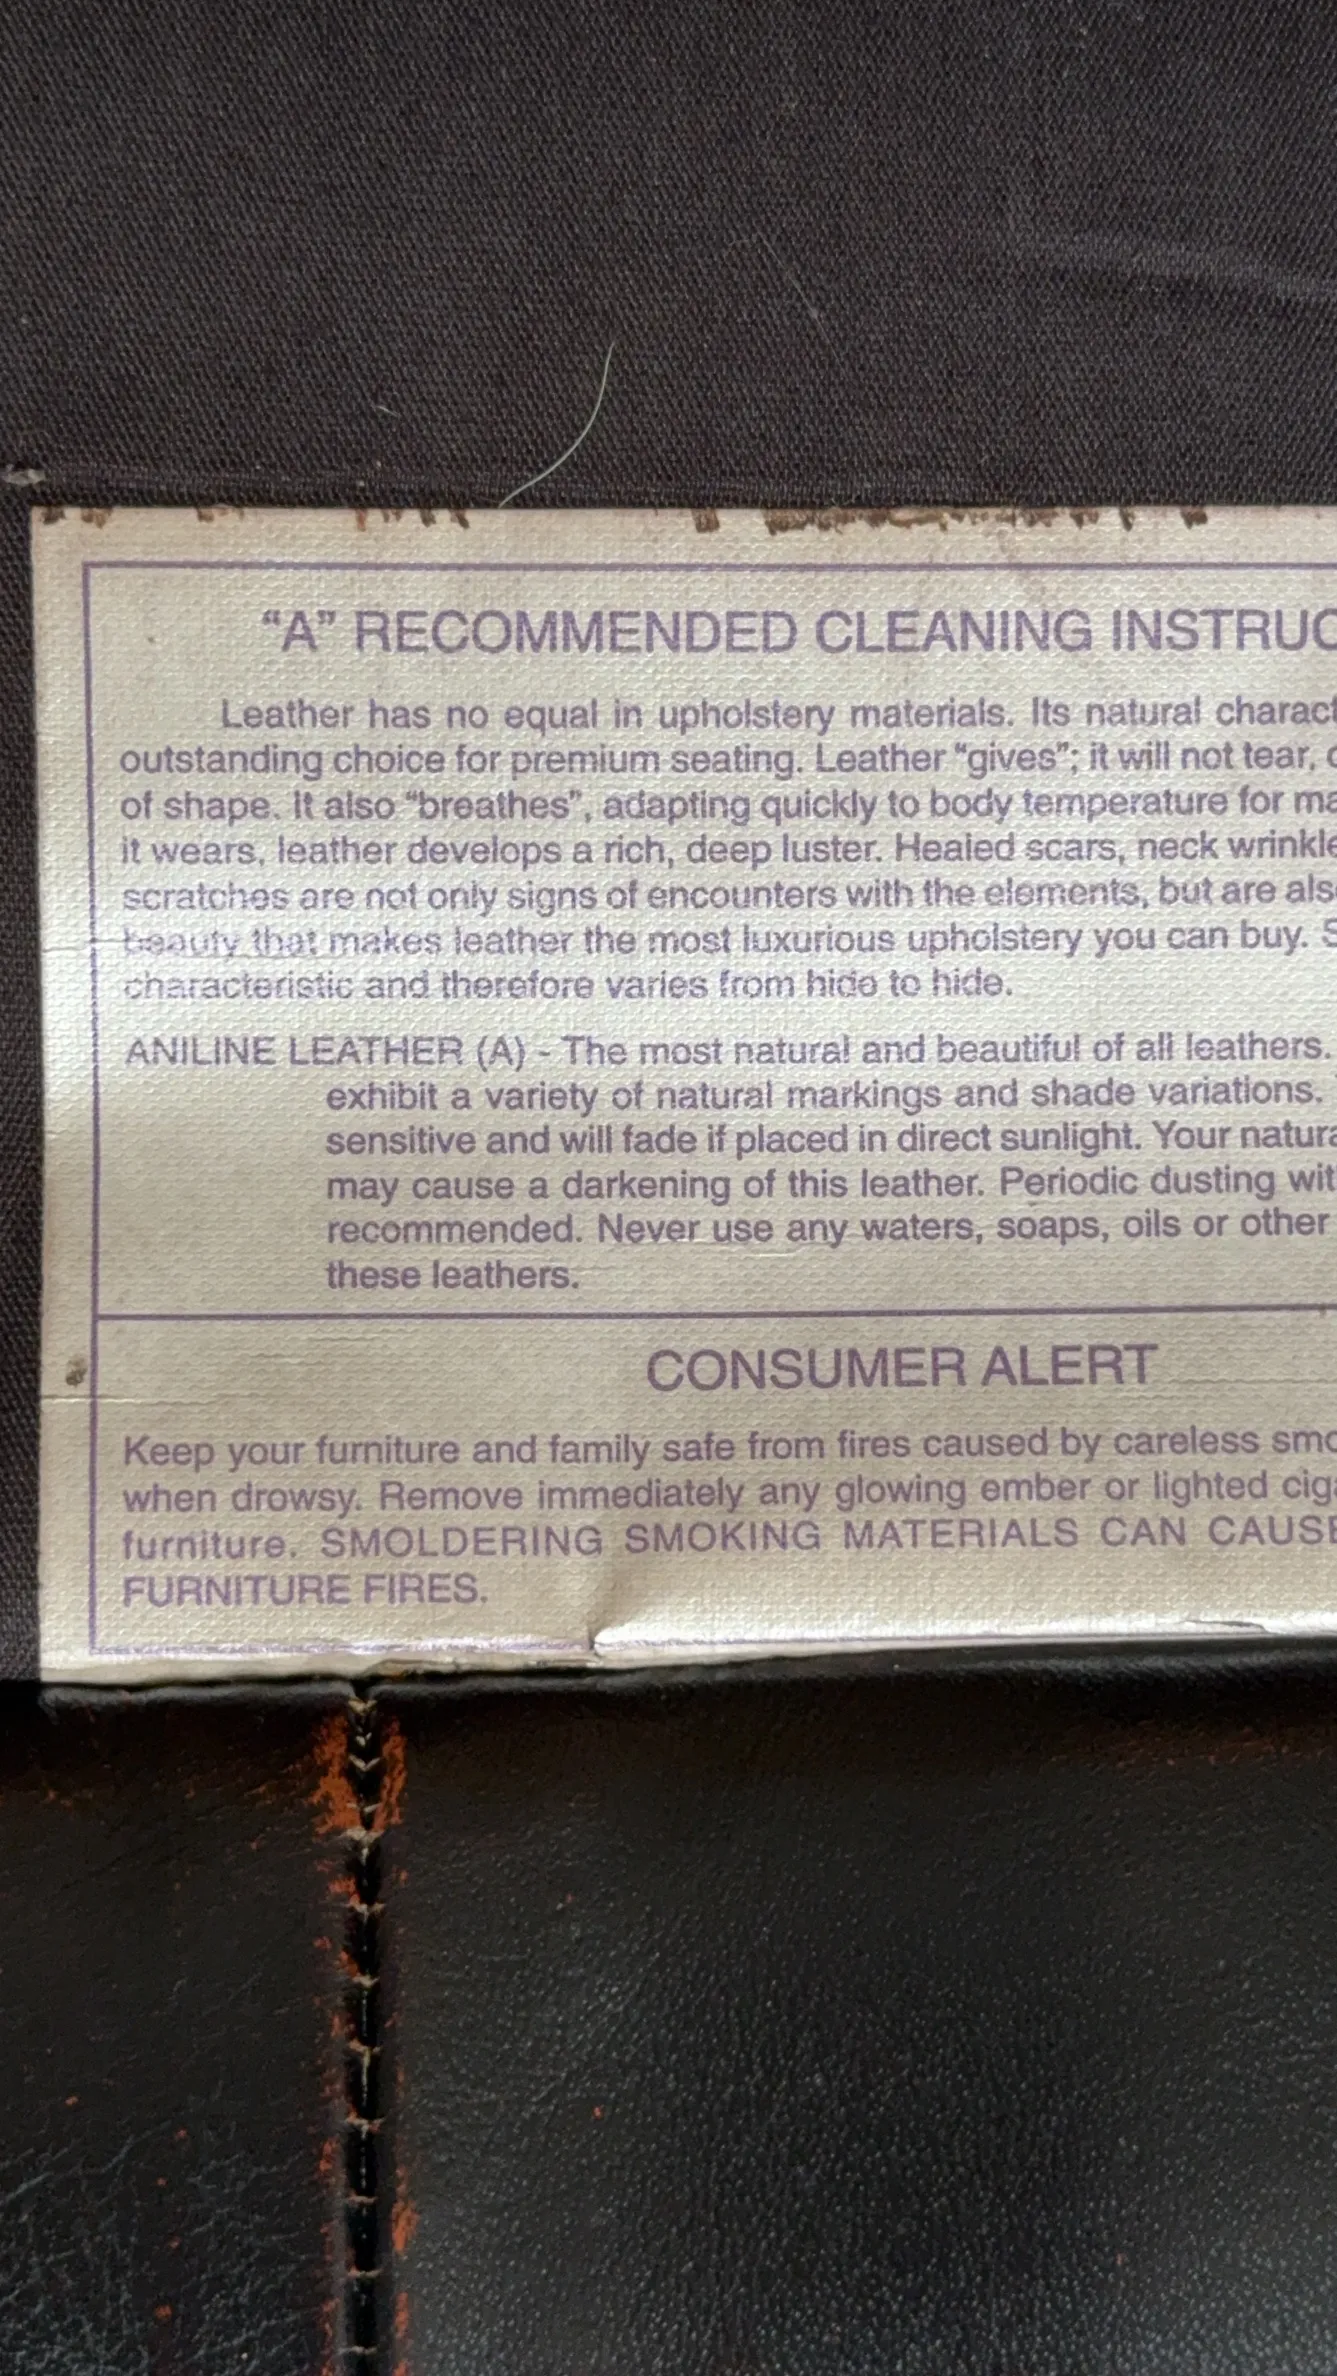 “A” RECOMMENDED CLEANING INSTRUC
Leather has no equal in upholstery materials. Its natural charact
outstanding choice for premium seating. Leather “gives”; it will not tear,
of shape. It also “breathes”, adapting quickly to body temperature for ma
it wears, leather develops a rich, deep luster. Healed scars, neck wrinkle
scratches are not only signs of encounters with the elements, but are als
beauty that makes leather the most luxurious upholstery you can buy. S
characteristic and therefore varies from hide to hide.
ANILINE LEATHER (A) - The most natural and beautiful of all leathers.
exhibit a variety of natural markings and shade variations.
sensitive and will fade if placed in direct sunlight. Your natura
may cause a darkening of this leather. Periodic dusting wit
recommended. Never use any waters, soaps, oils or other
these leathers.
CONSUMER ALERT
Keep your furniture and family safe from fires caused by careless smo
when drowsy. Remove immediately any glowing ember or lighted ciga
furniture. SMOLDERING SMOKING MATERIALS CAN CAUSE
FURNITURE FIRES.